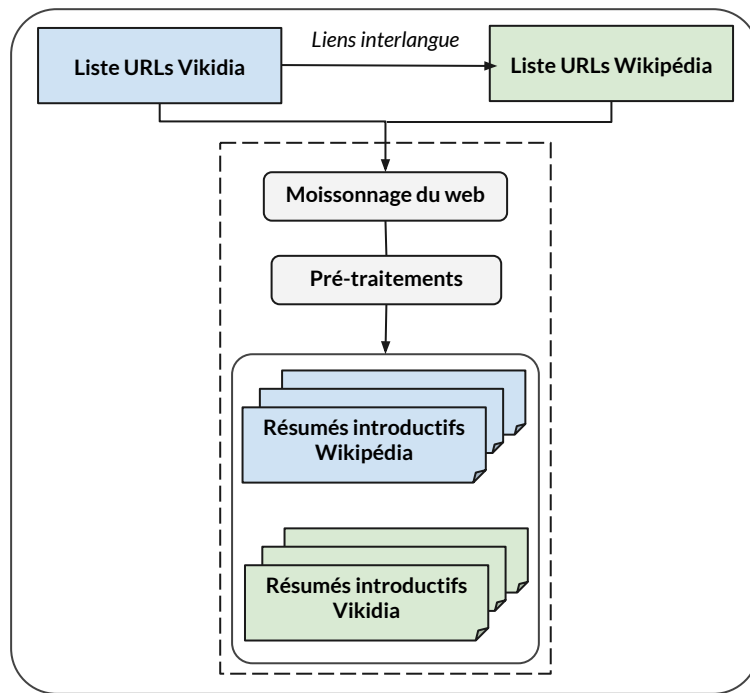 Liens interlangue
Liste URLs Vikidia
Liste URLs Wikipédia
Moissonnage du web
Pré-traitements
Résumés introductifs
Wikipédia
Résumés introductifs
Vikidia